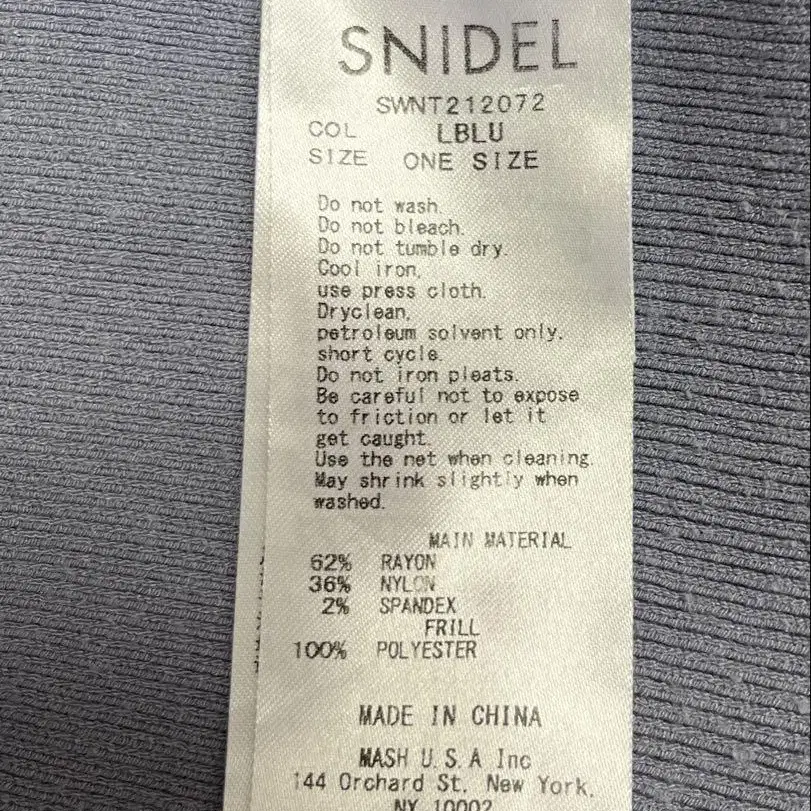 SNIDEL
SWNT212072
COL LBLU
SIZE ONE SIZE
Do not wash.
Do not bleach.
Do not tumble dry.
Cool iron,
use press cloth.
Dryclean,
petroleum solvent only.
short cycle.
Do not iron pleats.
Be careful not to expose
to friction or let it
get caught.
Use the net when cleaning.
May shrink slightly when
washed.
MAIN MATERIAL
62% RAYON
36% NYLON
2% SPANDEX
FRILL
100% POLYESTER
MADE IN CHINA
MASH U.S.A Inc
144 Orchard St. New York.
NY 10002